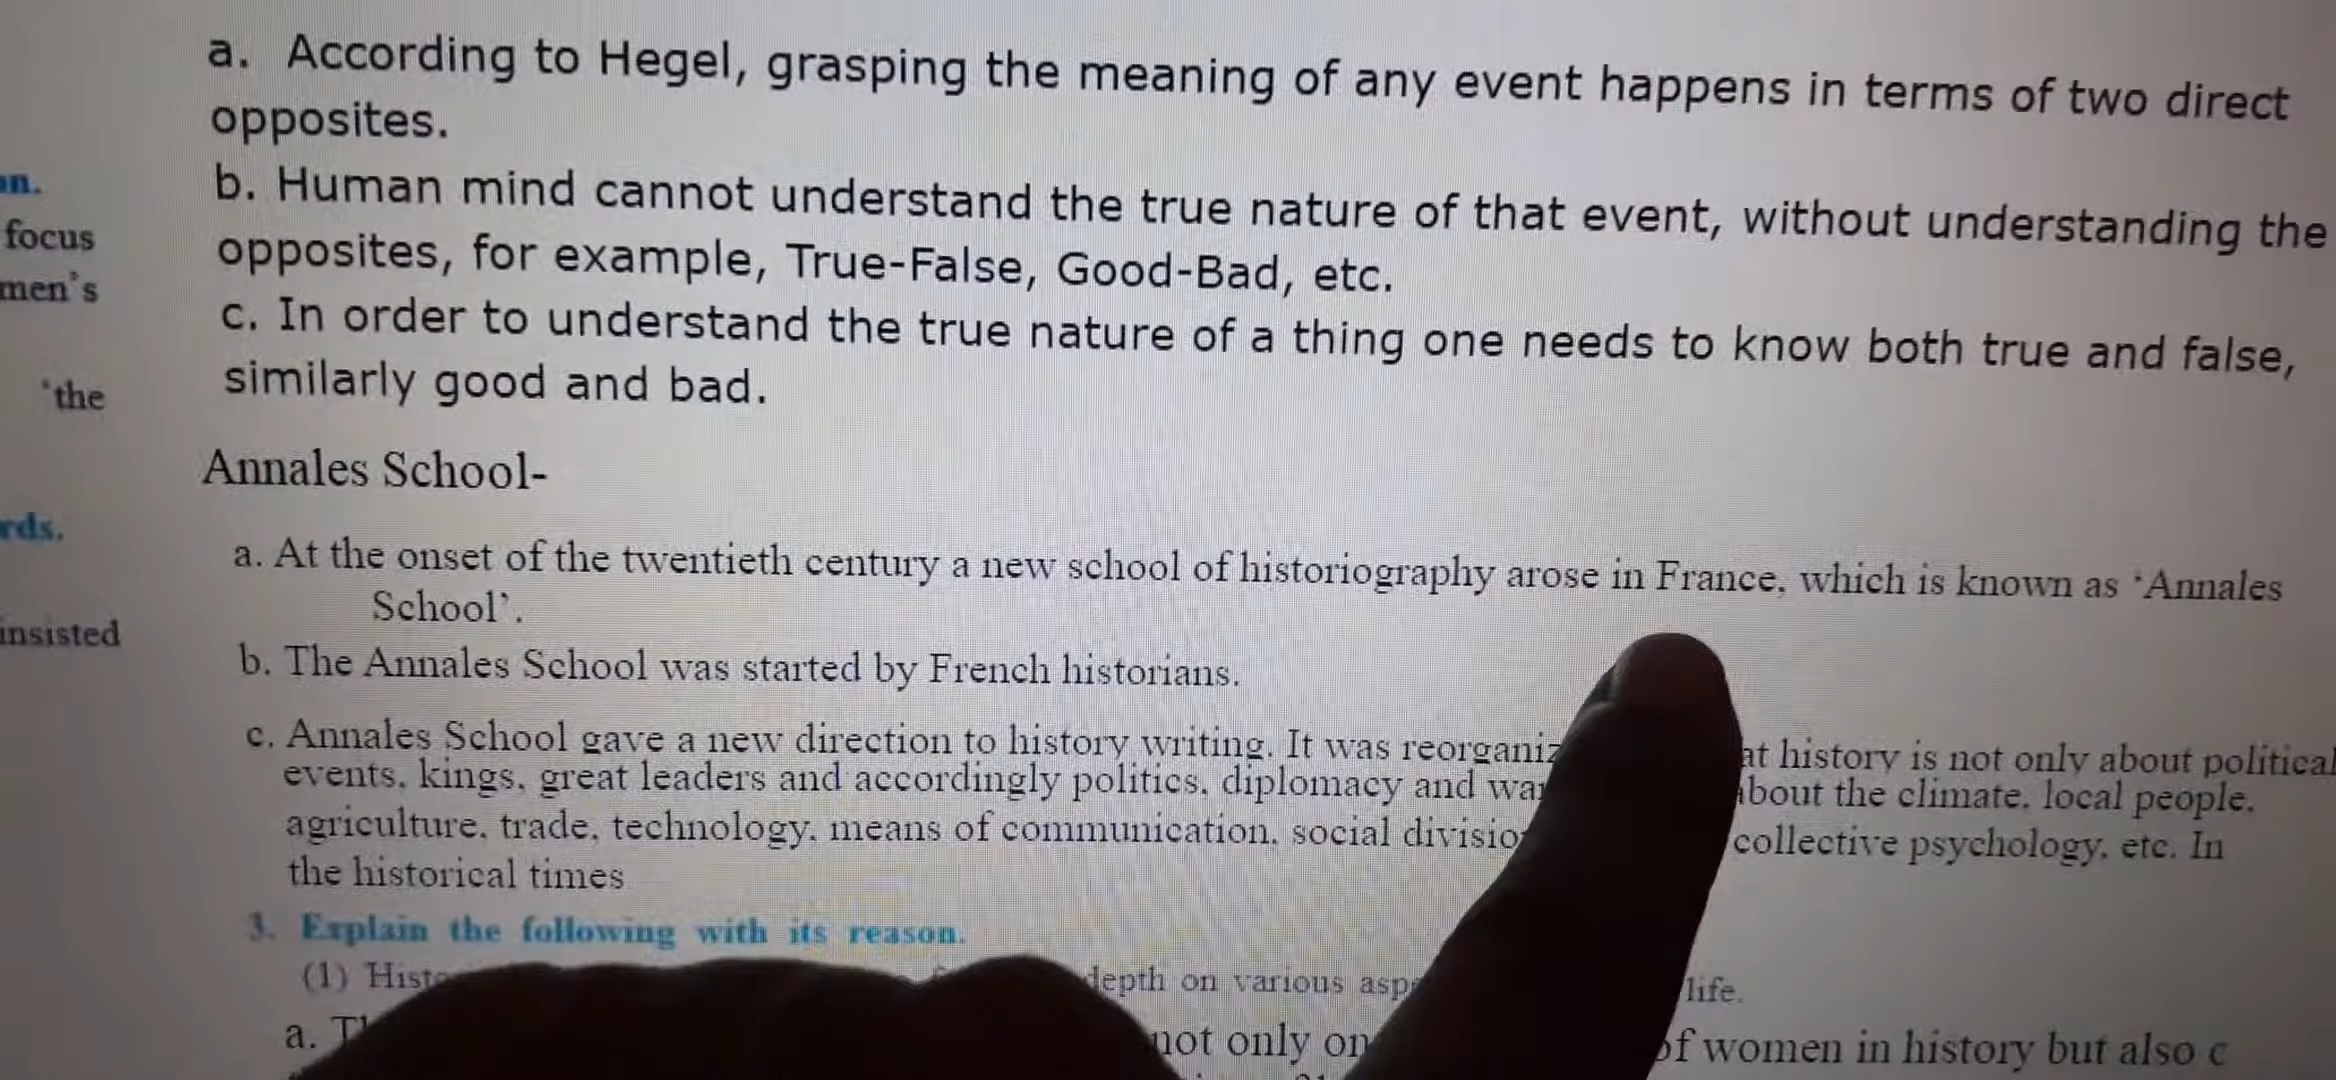 a. According to Hegel, grasping the meaning of any event happens in terms of two direct
opposites.
b. Human mind cannot understand the true nature of that event, without understanding the
opposites, for example, True-False, Good-Bad, etc.
c. In order to understand the true nature of a thing one needs to know both true and false,
similarly good and bad.
focus
men's
'the
insisted
Annales School-
a. At the onset of the twentieth century a new school of historiography arose in France, which is known as 'Annales
School'.
b. The Annales School was started by French historians.
c. Annales School gave a new direction to history writing. It was history is not only about political
events, kings, great leaders and accordingly politics, diplomacy and the climate, local people,
agriculture, trade, technology, means of communication, social collective psychology, etc. In
the historical times
3. Explain the following with its reason.
(1) depth on various life.
a. not only on of women in history but also